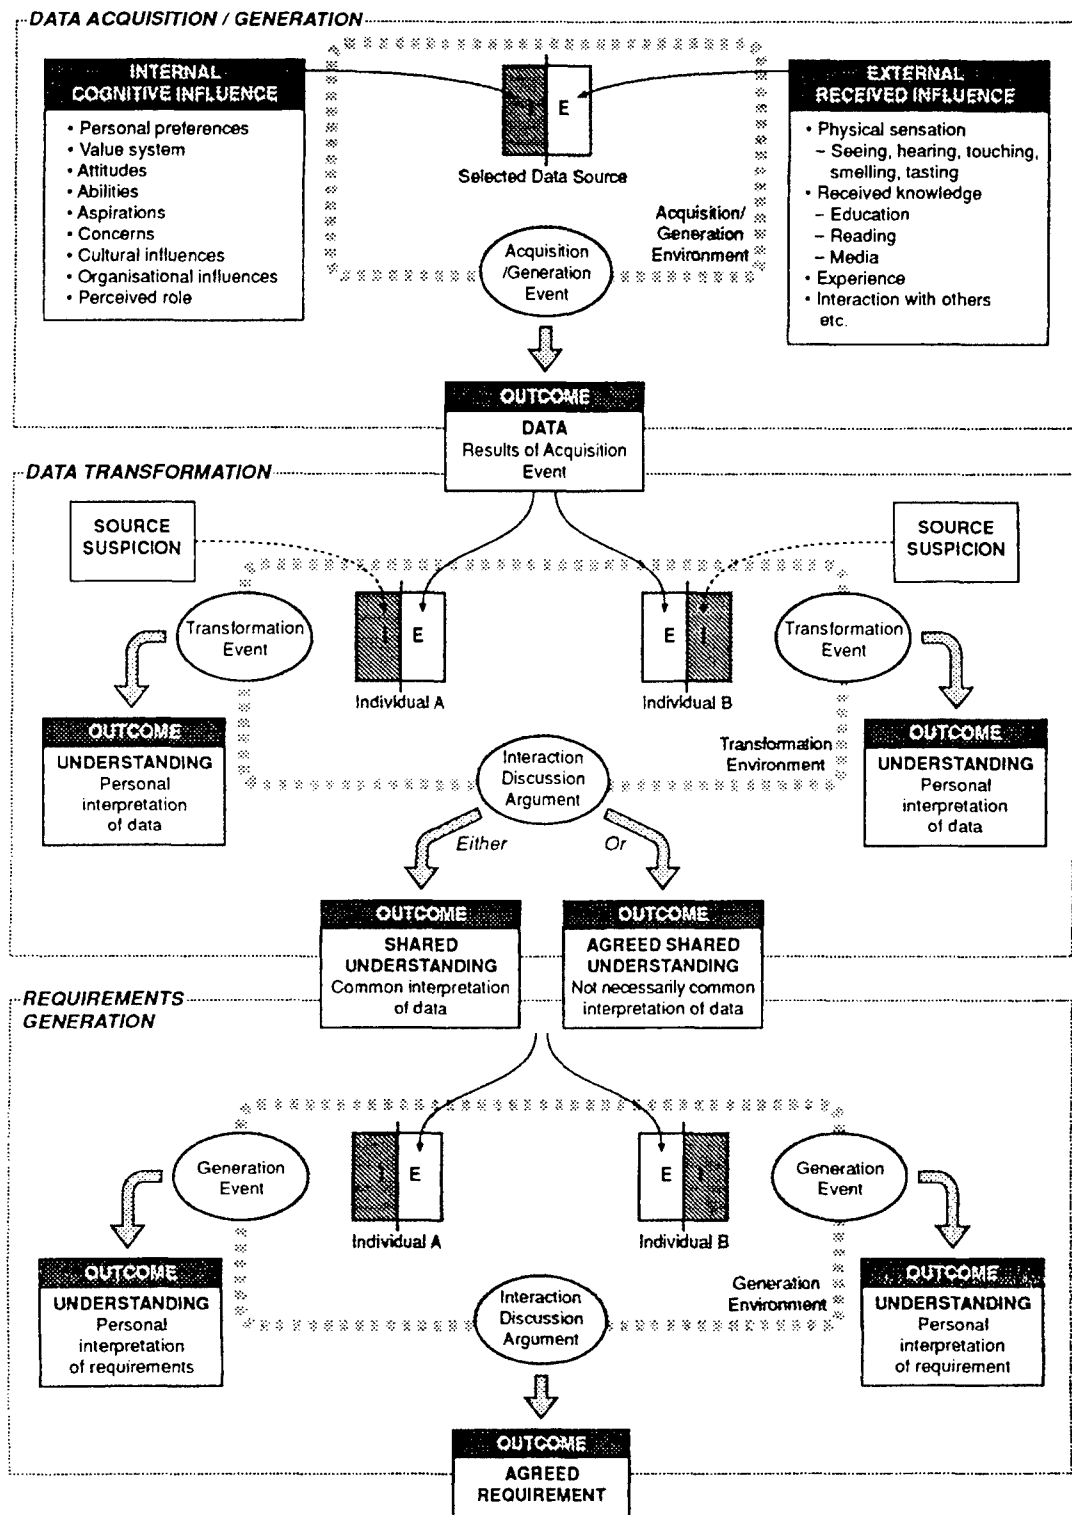 DATA ACQUISITION / GENERATION
INTERNAL
COGNITIVE INFLUENCE
• Personal preferences
• Value system
• Attitudes
• Abilities
• Aspirations
• Concerns
• Cultural influences
• Organisational influences
• Perceived role
I E
Selected Data Source
EXTERNAL
RECEIVED INFLUENCE
• Physical sensation
– Seeing, hearing, touching,
smelling, tasting
• Received knowledge
– Education
– Reading
– Media
• Experience
• Interaction with others
etc.
Acquisition/
Generation
Environment
Acquisition
/Generation
Event
OUTCOME
DATA
Results of Acquisition
Event
DATA TRANSFORMATION
SOURCE
SUSPICION
SOURCE
SUSPICION
Transformation
Event
I E
Individual A
E I
Individual B
Transformation
Event
OUTCOME
UNDERSTANDING
Personal
interpretation
of data
Interaction
Discussion
Argument
Transformation
Environment
OUTCOME
UNDERSTANDING
Personal
interpretation
of data
Either
Or
OUTCOME
SHARED
UNDERSTANDING
Common interpretation
of data
OUTCOME
AGREED SHARED
UNDERSTANDING
Not necessarily common
interpretation of data
REQUIREMENTS
GENERATION
Generation
Event
I E
Individual A
E I
Individual B
Generation
Event
OUTCOME
UNDERSTANDING
Personal
interpretation
of requirements
Interaction
Discussion
Argument
Generation
Environment
OUTCOME
UNDERSTANDING
Personal
interpretation
of requirement
OUTCOME
AGREED
REQUIREMENT